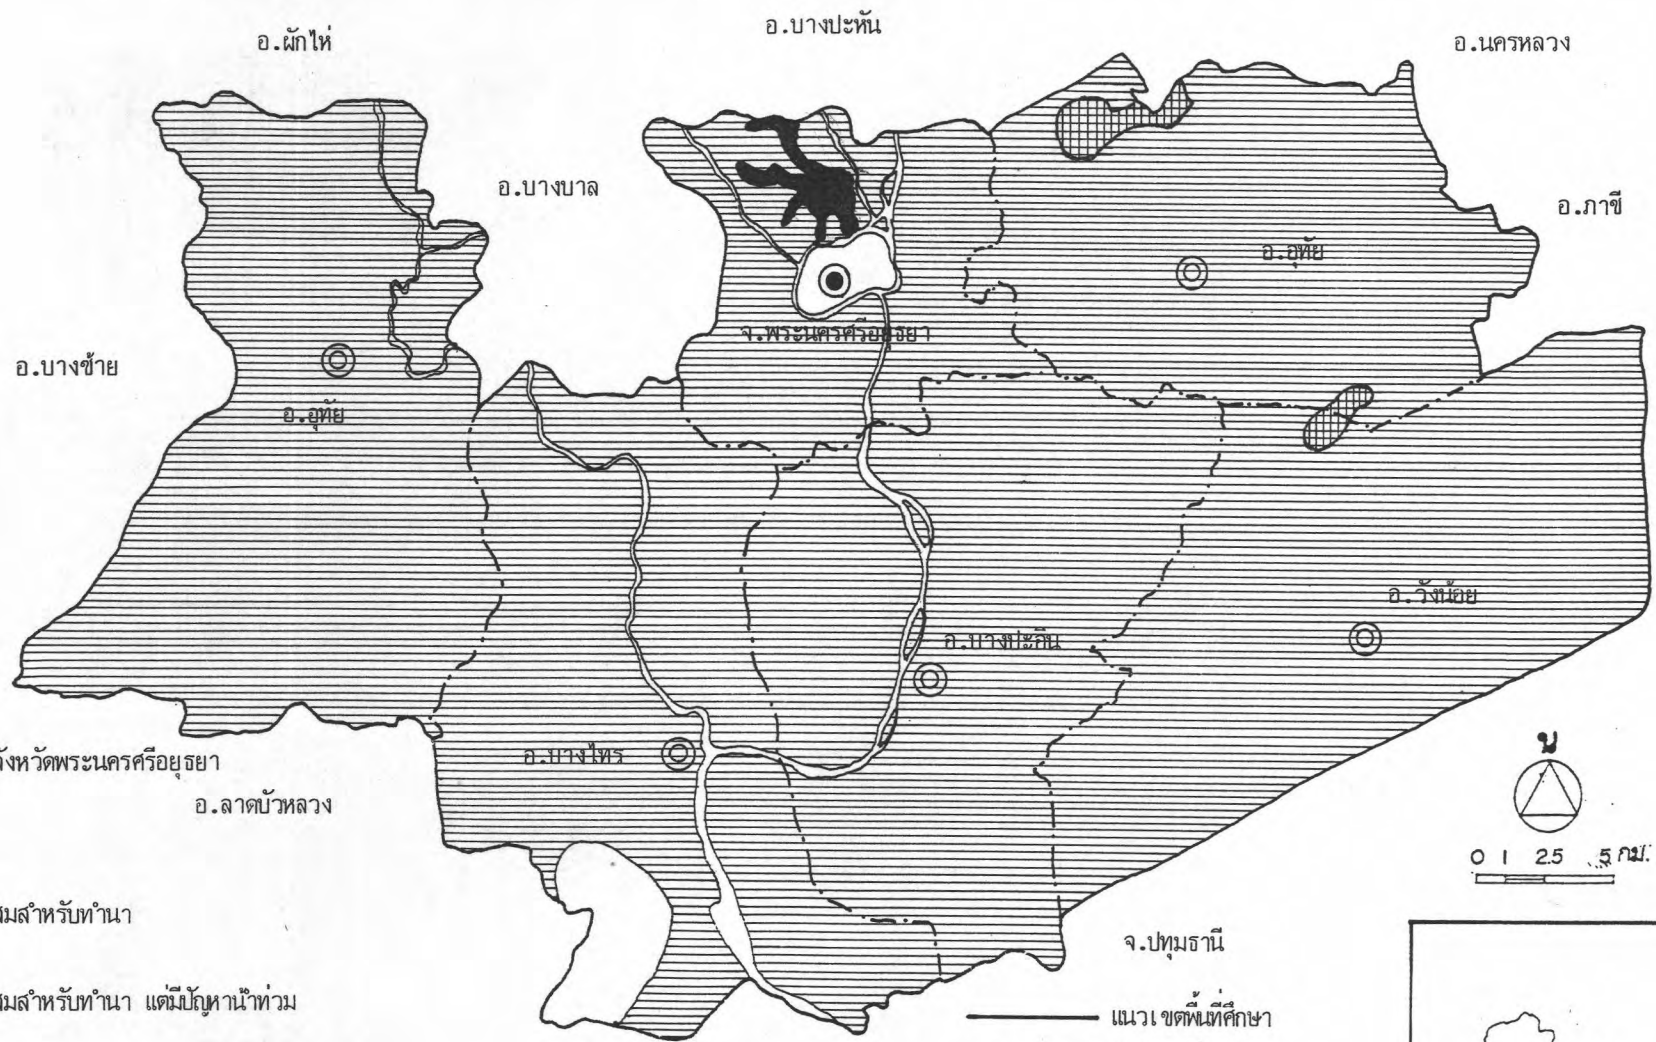 อ.บางปะหัน
อ.ผักไห่
อ.นครหลวง
อ.บางบาล
อ.ภาชี
อ.อุทัย
จ.พระนครศรีอยุธยา
อ.บางซ้าย
อ.อุทัย
อ.วังน้อย
อ.บางปะอิน
น
อ.บางไทร
จังหวัดพระนครศรีอยุธยา
อ.ลาดบัวหลวง
0 1 2.5 5 กม.
สมสำหรับทำนา
จ.ปทุมธานี
สมสำหรับทำนา แต่มีปัญหาน้ำท่วม
แนวเขตพื้นที่ศึกษา